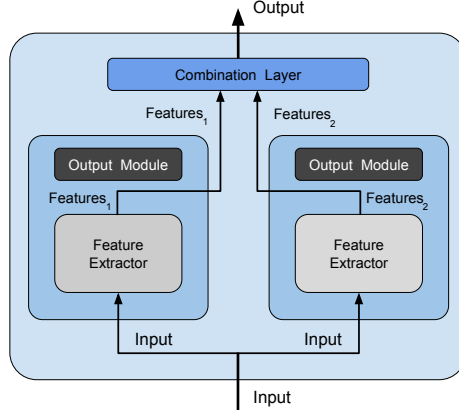 Output
Combination Layer
Features1
Features2
Output Module
Output Module
Features1
Features2
Feature
Extractor
Feature
Extractor
Input
Input
Input